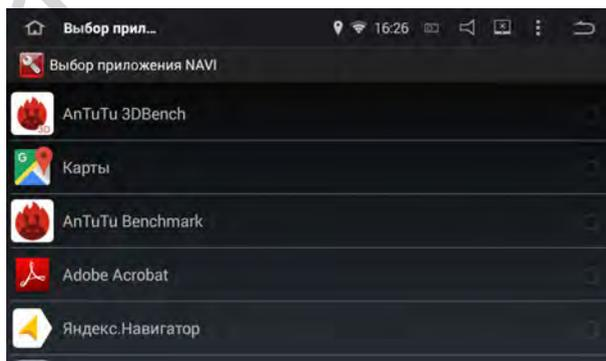 Выбор прил... 16:26
Выбор приложения NAVI
AnTuTu 3DBench
Карты
AnTuTu Benchmark
Adobe Acrobat
Яндекс.Навигатор